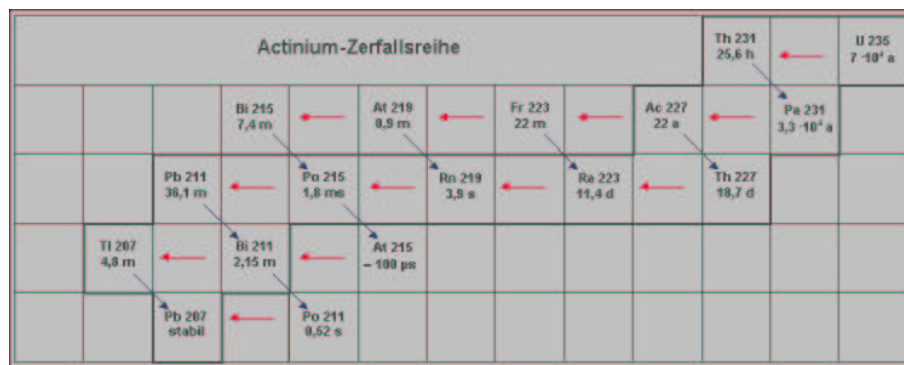 Actinium-Zerfallsreihe
Th 231
25,6 h
U 235
7 a
Bi 215
7,4 m
At 219
0,9 m
Fr 223
22 m
Ac 227
22 a
Pa 231
3,3 ·10⁴ a
Pb 211
36,1 m
Po 215
1,8 ms
Rn 219
3,9 s
Ra 223
11,4 d
Th 227
18,7 d
Tl 207
4,8 m
Bi 211
2,15 m
At 215
~ 100 µs
Pb 207
stabil
Po 211
0,52 s